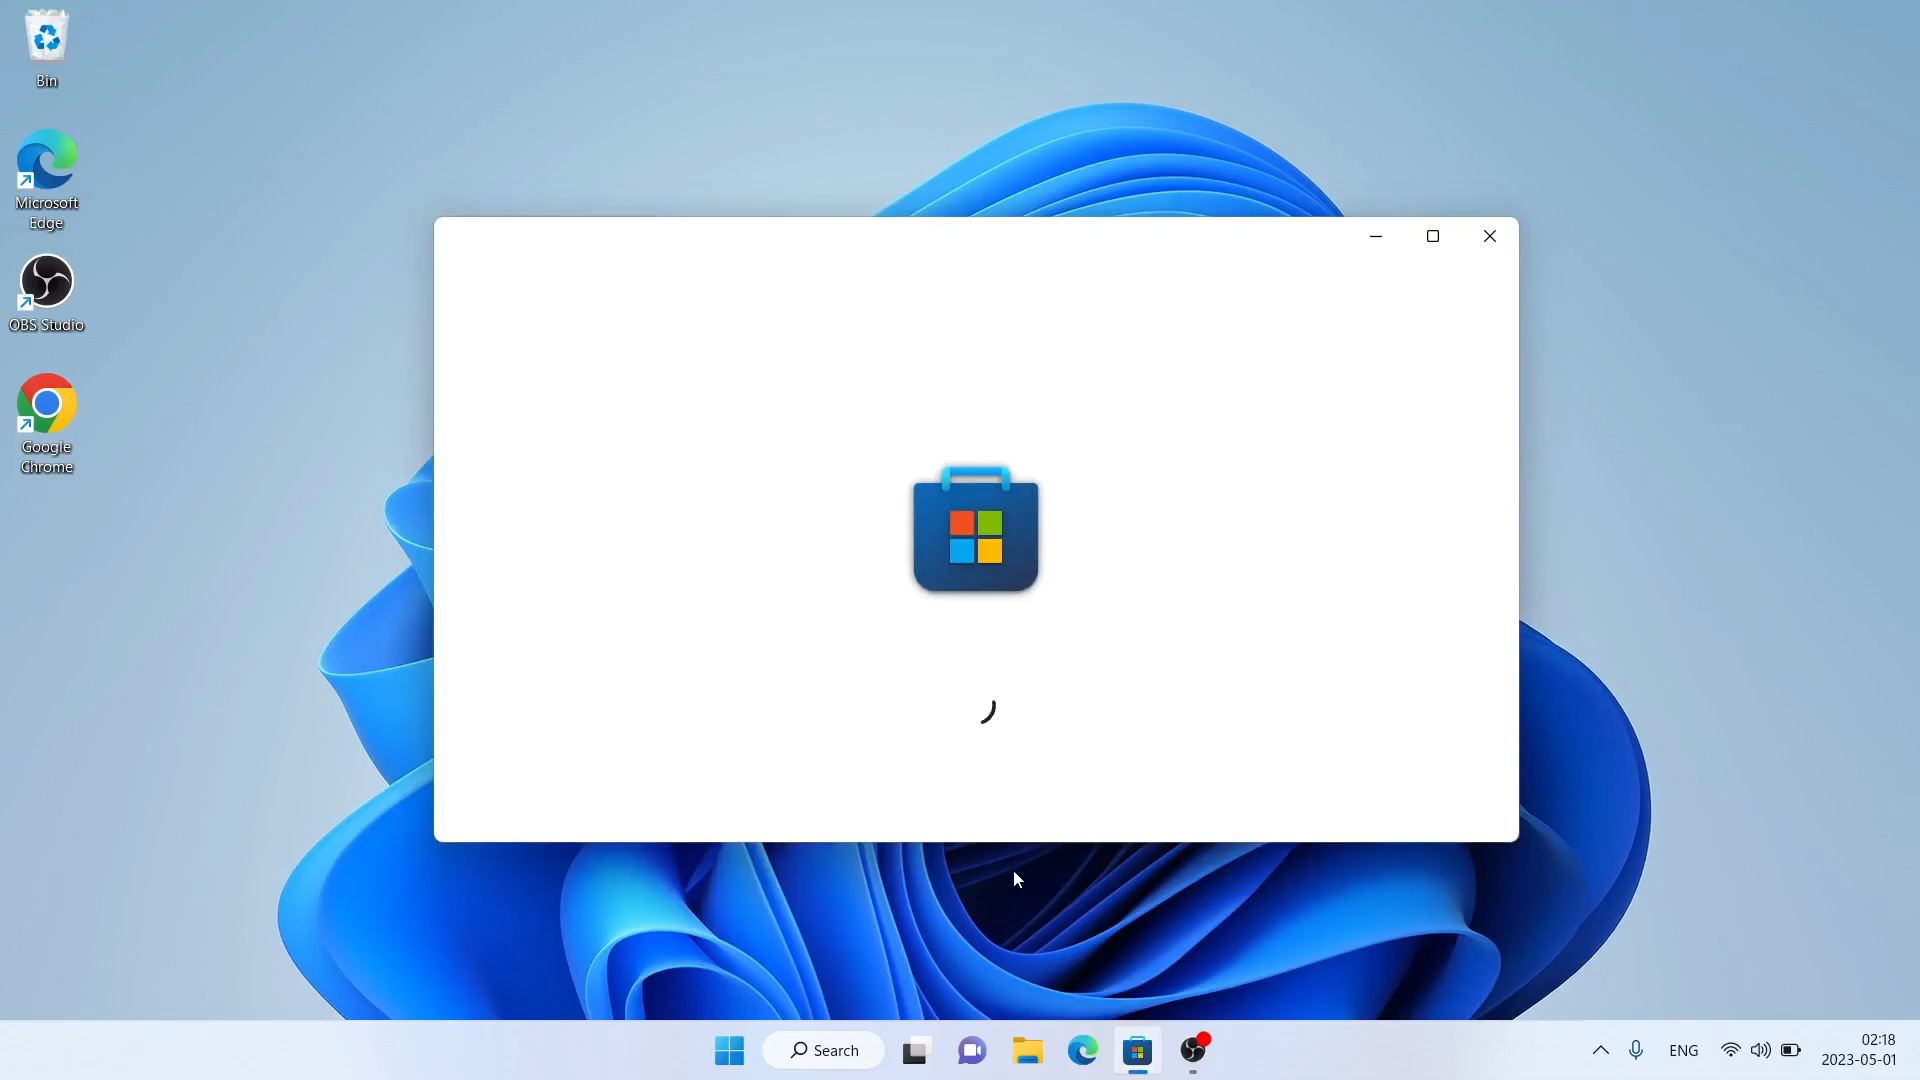 Bin
Microsoft
Edge
OBS Studio
Google
Chrome
Search
ENG
02:18
2023-05-01